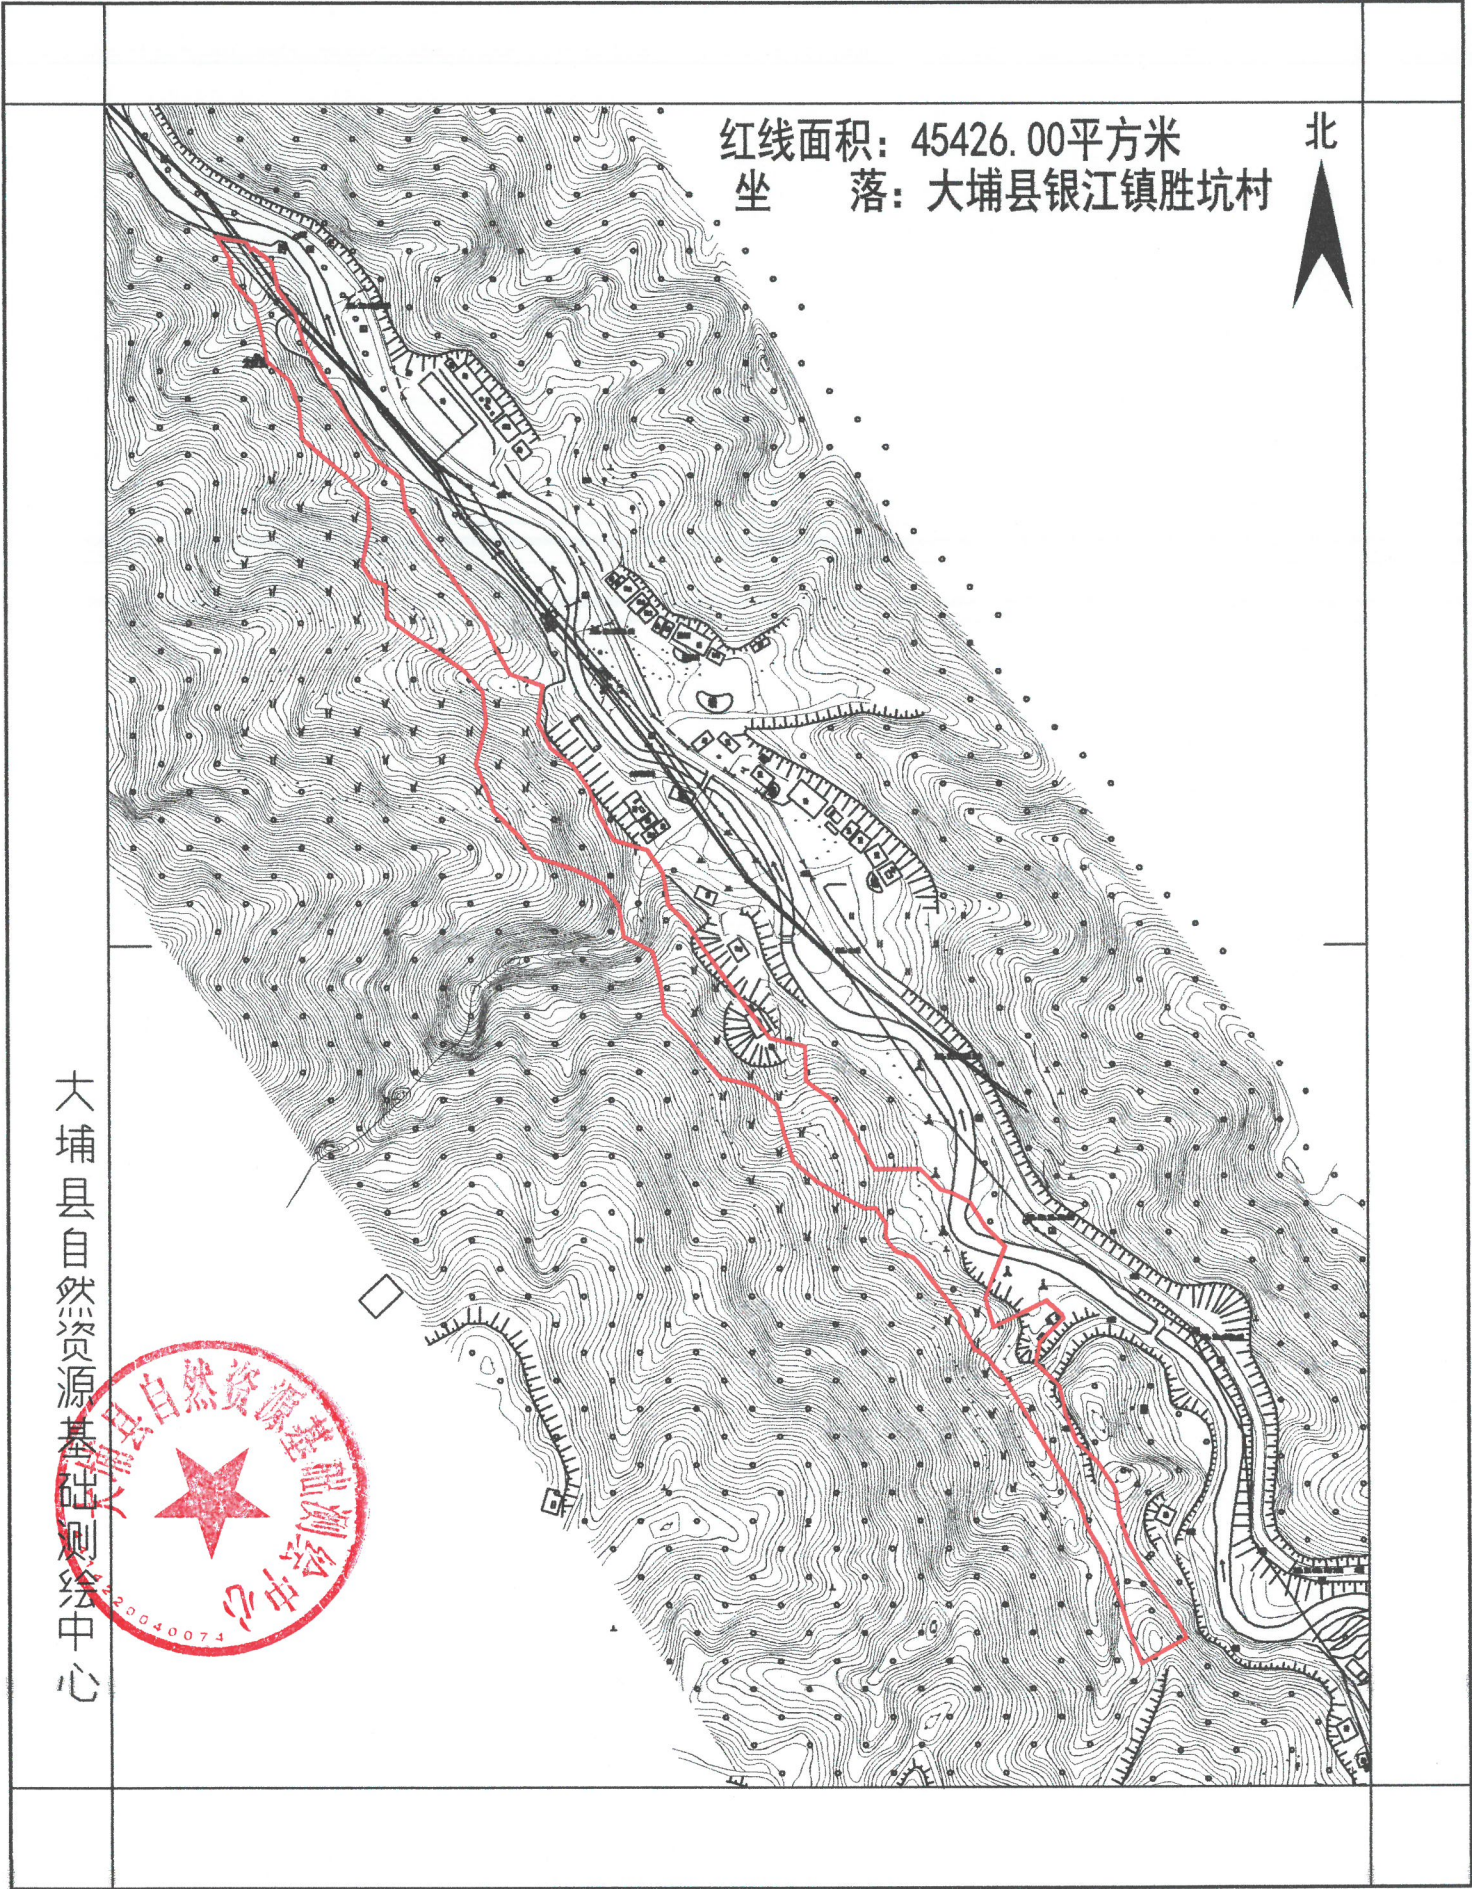 红线面积：45426.00平方米
坐　　落：大埔县银江镇胜坑村
北
大埔县自然资源基础测绘中心
大埔县自然资源基础测绘中心